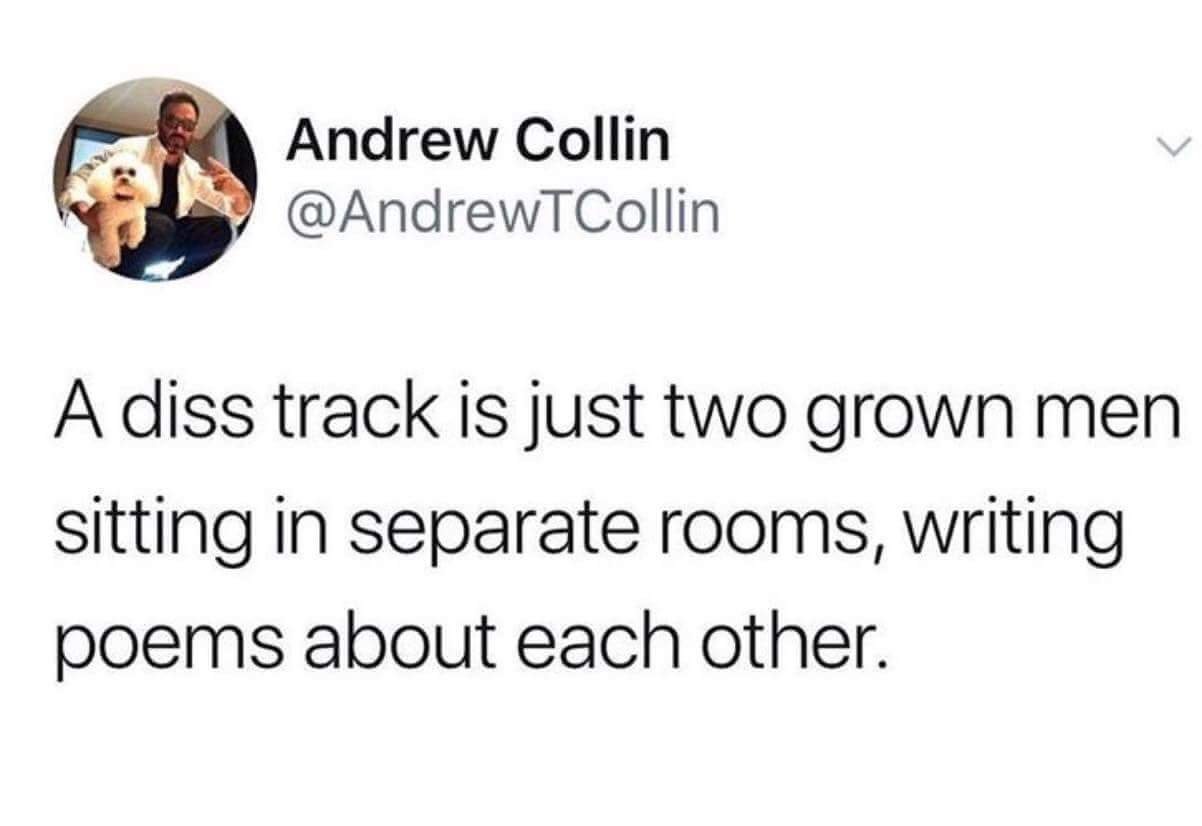 Andrew Collin
@AndrewTCollin
A diss track is just two grown men
sitting in separate rooms, writing
poems about each other.